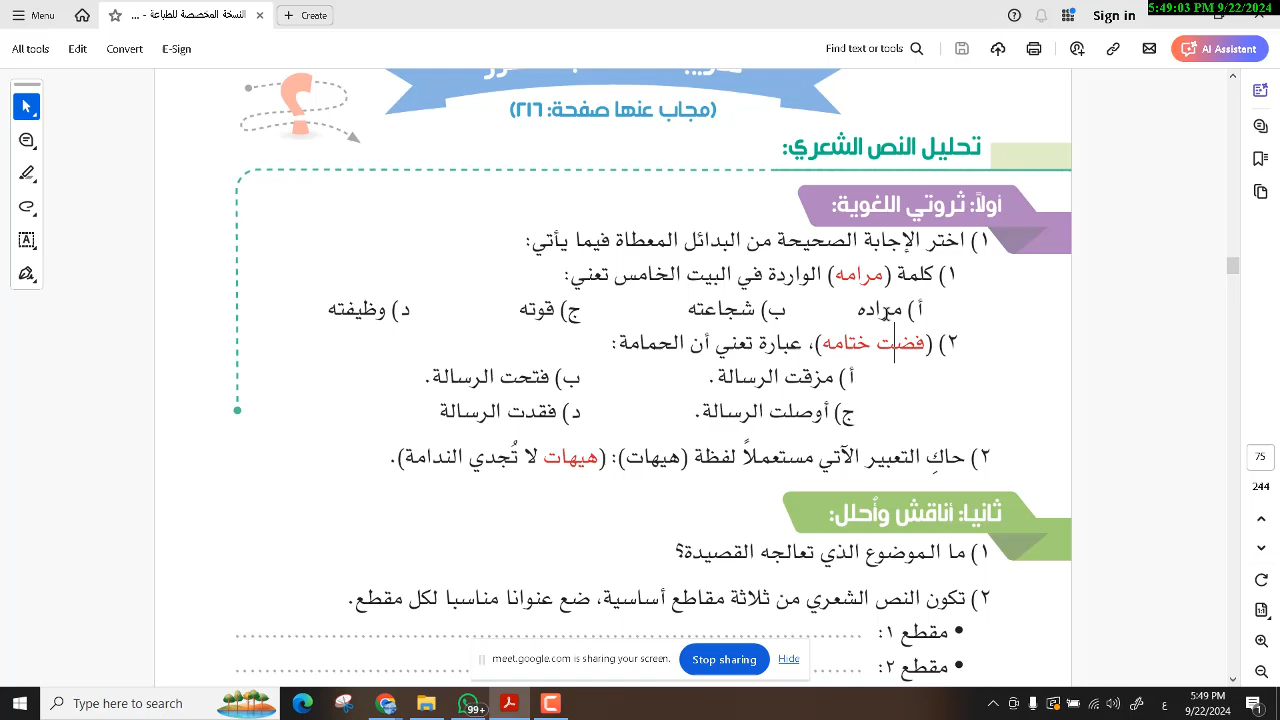 Menu
النسخة المخصصة للطباعة - ...
Create
Sign in
5:49:03 PM 9/22/2024
All tools
Edit
Convert
E-Sign
Find text or tools
AI Assistant
(مجاب عنها صفحة: ٢١٦)
تحليل النص الشعري:
أولاً: ثروتي اللغوية:
١) اختر الإجابة الصحيحة من البدائل المعطاة فيما يأتي:
١) كلمة (مرامه) الواردة في البيت الخامس تعني:
أ) مراده ب) شجاعته ج) قوته د) وظيفته
٢) (فضت ختامه)، عبارة تعني أن الحمامة:
أ) مزقت الرسالة. ب) فتحت الرسالة.
ج) أوصلت الرسالة. د) فقدت الرسالة
٢) حاكِ التعبير الآتي مستعملاً لفظة (هيهات): (هيهات لا تُجدي الندامة).
ثانيا: أناقش وأُحلل:
١) ما الموضوع الذي تعالجه القصيدة؟
٢) تكون النص الشعري من ثلاثة مقاطع أساسية، ضع عنوانا مناسبا لكل مقطع.
• مقطع ١:
• مقطع ٢:
75
244
meet.google.com is sharing your screen.
Stop sharing
Hide
Type here to search
99+
5:49 PM
9/22/2024